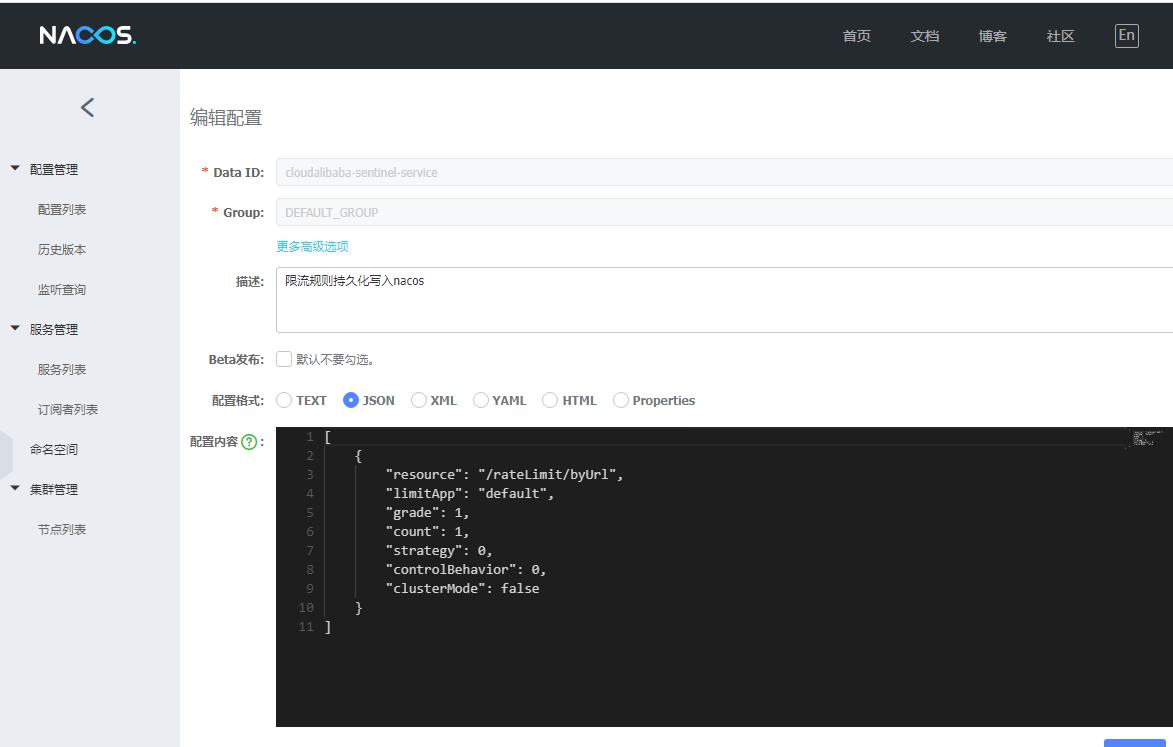 NACOS.
首页 文档 博客 社区 En
编辑配置
配置管理
配置列表
历史版本
监听查询
服务管理
服务列表
订阅者列表
命名空间
集群管理
节点列表
* Data ID: cloudalibaba-sentinel-service
* Group: DEFAULT_GROUP
更多高级选项
描述: 限流规则持久化写入nacos
Beta发布: 默认不要勾选。
配置格式: TEXT JSON XML YAML HTML Properties
配置内容 ? :
1 [
2 {
3 "resource": "/rateLimit/byUrl",
4 "limitApp": "default",
5 "grade": 1,
6 "count": 1,
7 "strategy": 0,
8 "controlBehavior": 0,
9 "clusterMode": false
10 }
11 ]